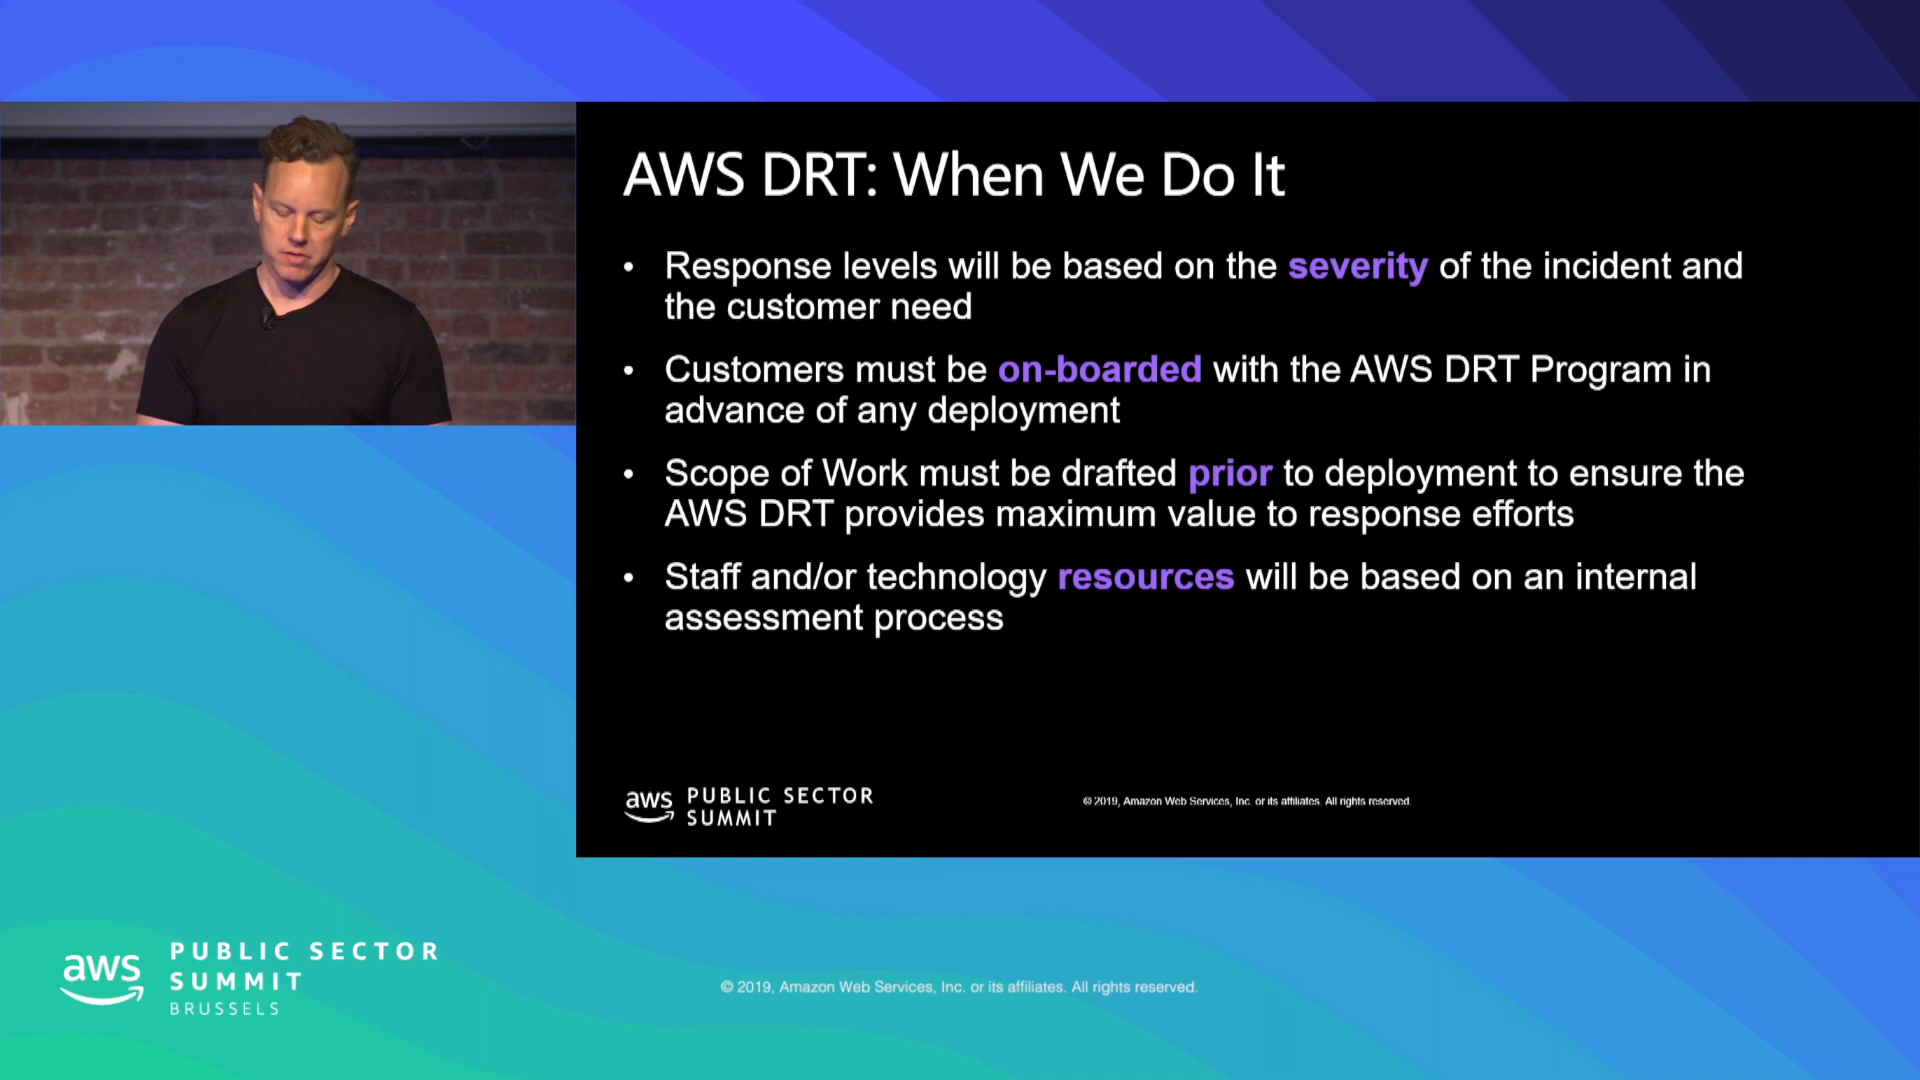 AWS DRT: When We Do It
• Response levels will be based on the severity of the incident and
the customer need
• Customers must be on-boarded with the AWS DRT Program in
advance of any deployment
• Scope of Work must be drafted prior to deployment to ensure the
AWS DRT provides maximum value to response efforts
• Staff and/or technology resources will be based on an internal
assessment process
aws PUBLIC SECTOR
SUMMIT
© 2019, Amazon Web Services, Inc. or its affiliates. All rights reserved.
aws PUBLIC SECTOR
SUMMIT
BRUSSELS
© 2019, Amazon Web Services, Inc. or its affiliates. All rights reserved.